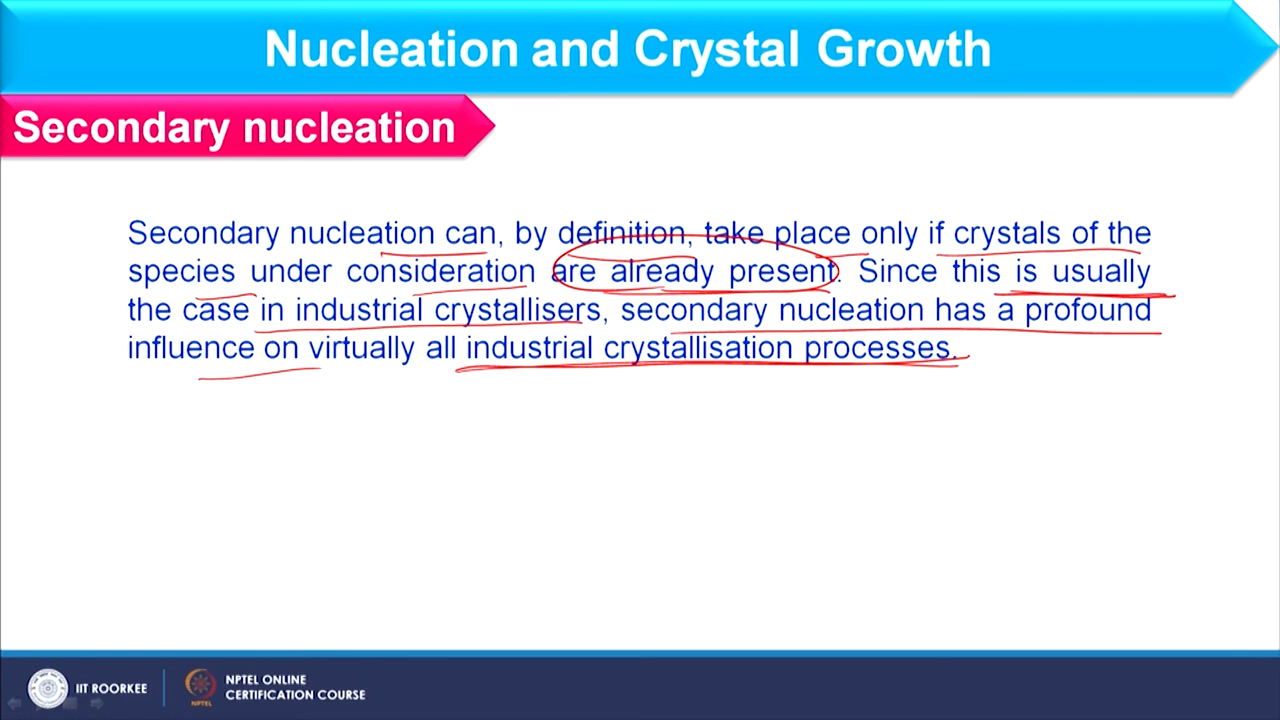 Nucleation and Crystal Growth
Secondary nucleation
Secondary nucleation can, by definition, take place only if crystals of the
species under consideration are already present. Since this is usually
the case in industrial crystallisers, secondary nucleation has a profound
influence on virtually all industrial crystallisation processes.
IIT ROORKEE
NPTEL
NPTEL ONLINE
CERTIFICATION COURSE